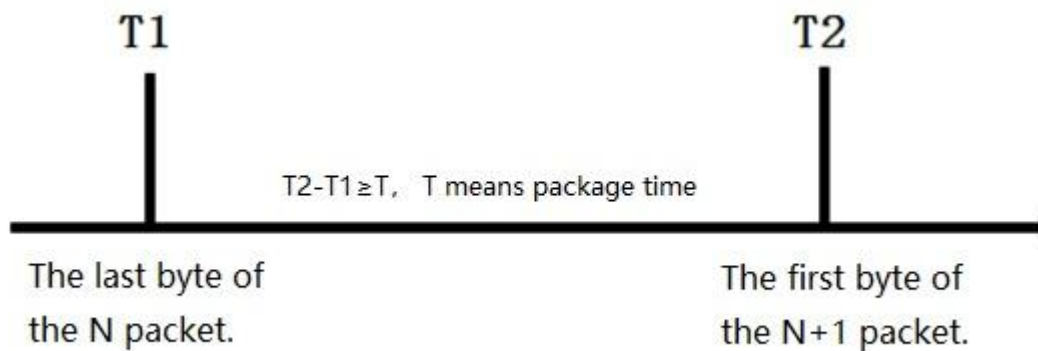 T1 T2
T2-T1≥T, T means package time
The last byte of The first byte of
the N packet. the N+1 packet.